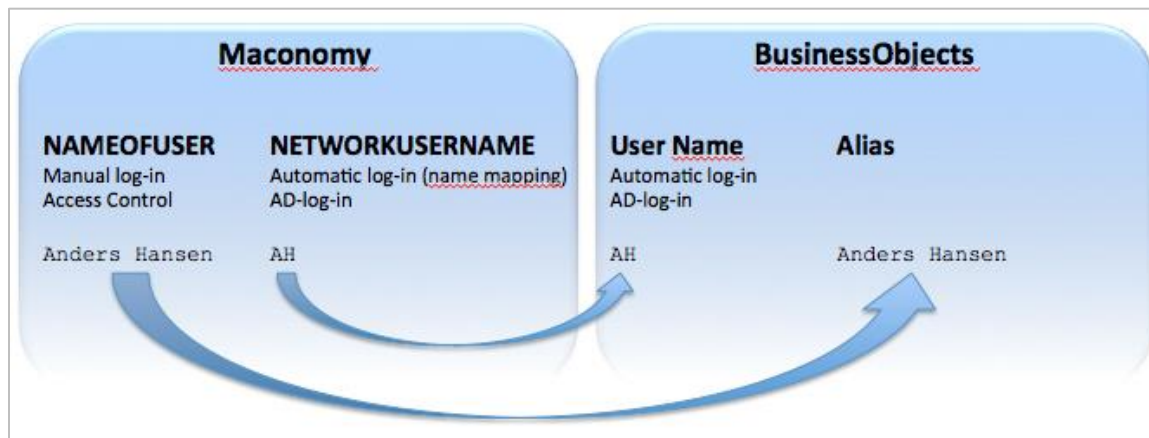 Maconomy
NAMEOFUSER
Manual log-in
Access Control
Anders Hansen
NETWORKUSERNAME
Automatic log-in (name mapping)
AD-log-in
AH
BusinessObjects
User Name
Automatic log-in
AD-log-in
AH
Alias
Anders Hansen